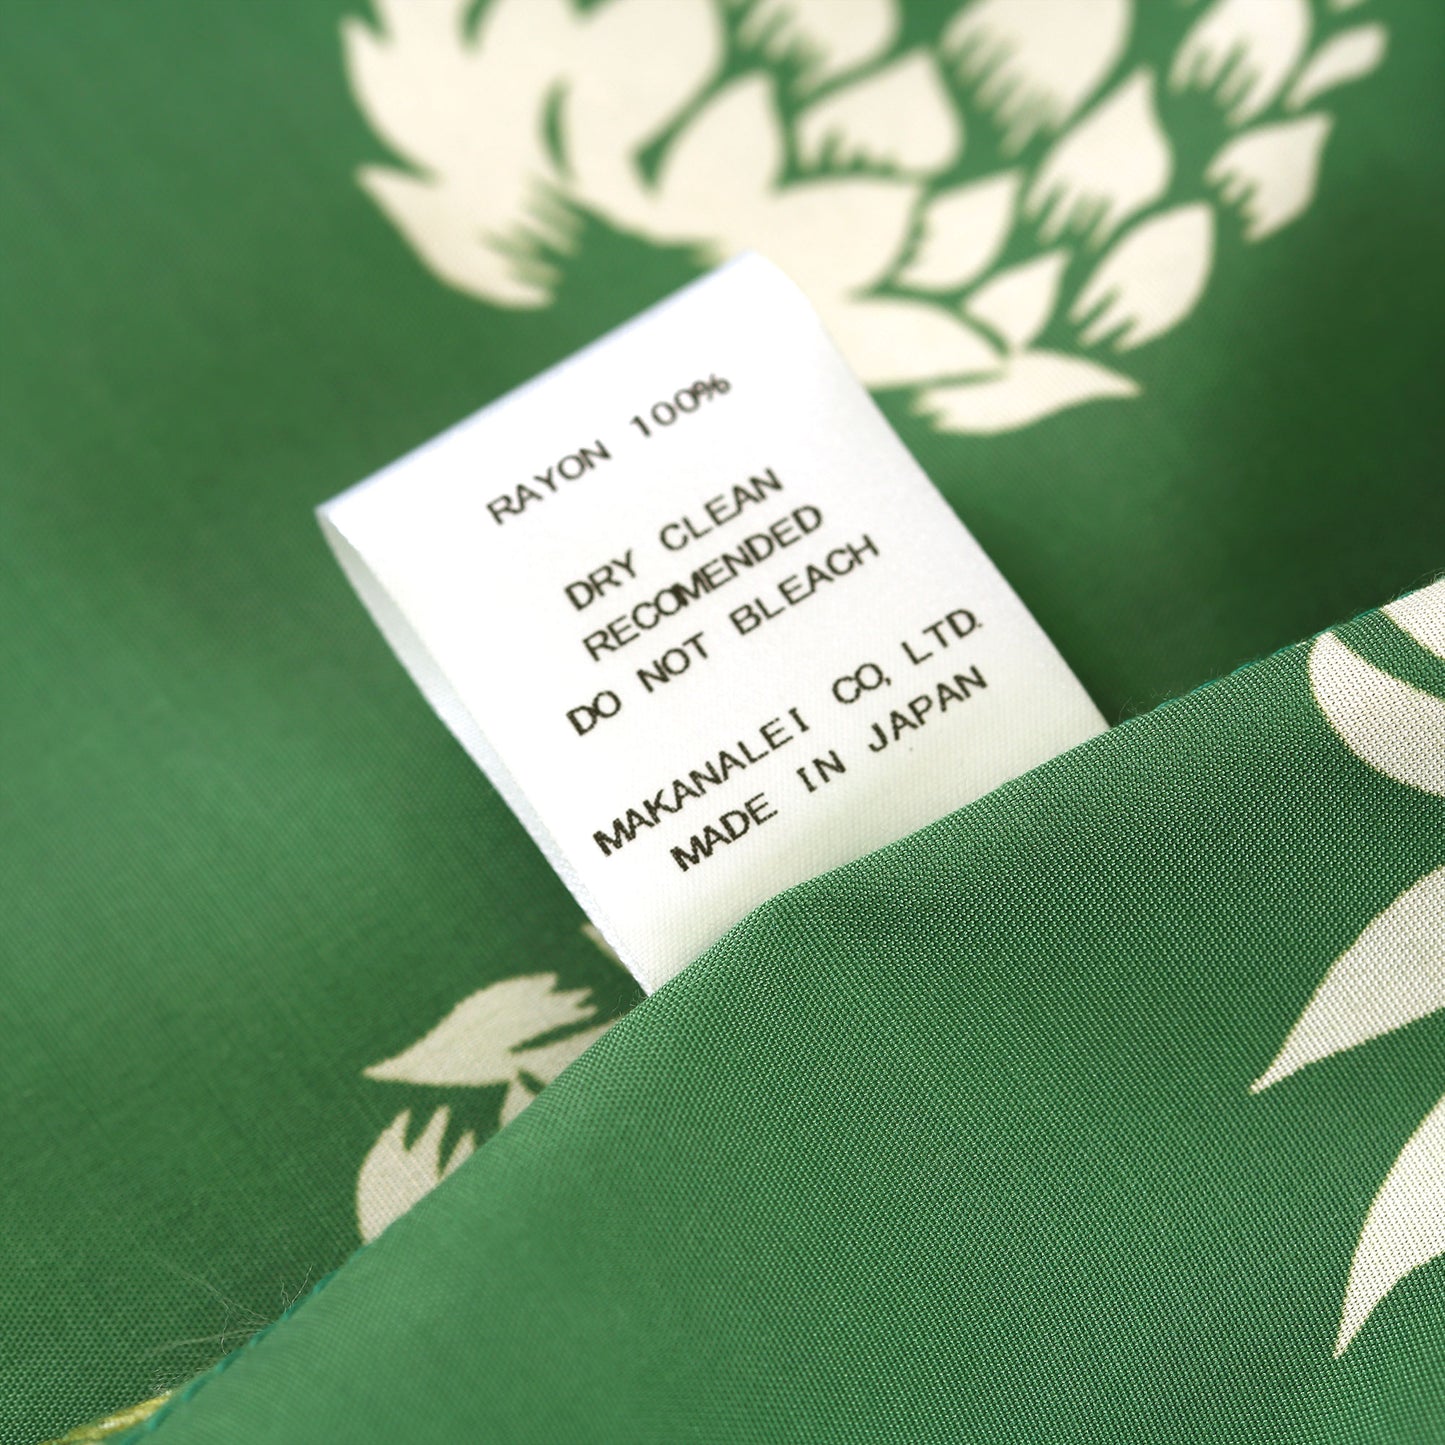 RAYON 100%
DRY CLEAN
RECOMENDED
DO NOT BLEACH
MAKANALEI CO, LTD.
MADE IN JAPAN